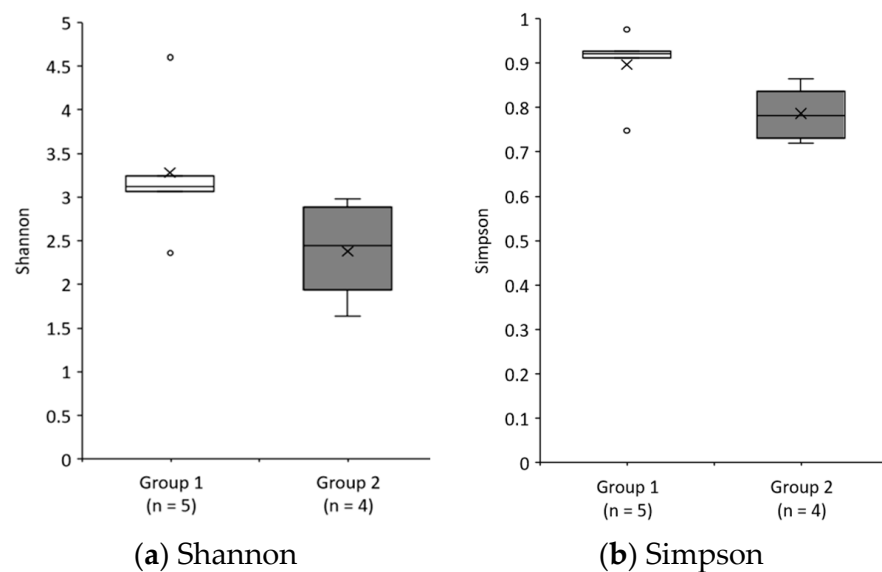 5
4.5
4
3.5
3
2.5
2
1.5
1
0.5
0
Shannon
Group 1
(n = 5)
Group 2
(n = 4)
(a) Shannon
1
0.9
0.8
0.7
0.6
0.5
0.4
0.3
0.2
0.1
0
Simpson
Group 1
(n = 5)
Group 2
(n = 4)
(b) Simpson